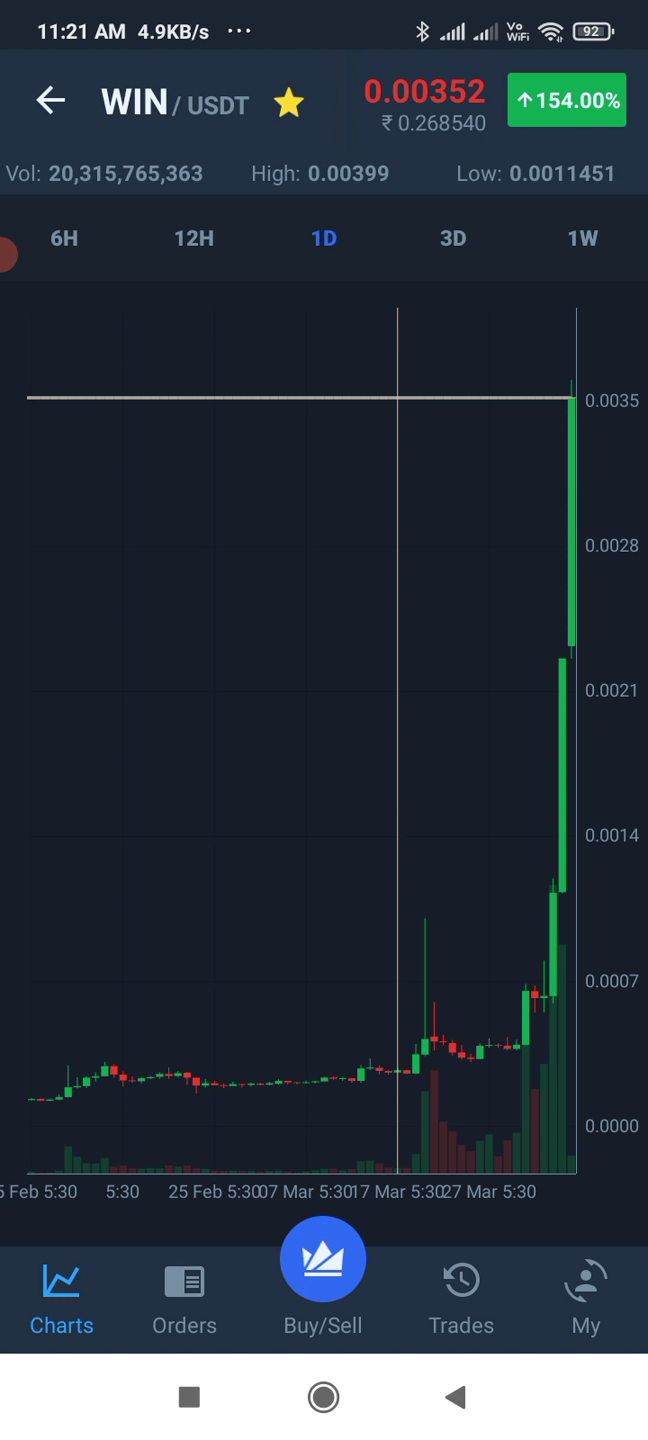 11:21 AM 4.9KB/s ...
Vo WiFi 92
WIN / USDT
0.00352
↑154.00%
₹ 0.268540
Vol: 20,315,765,363 High: 0.00399 Low: 0.0011451
6H 12H 1D 3D 1W
0.0035
0.0028
0.0021
0.0014
0.0007
0.0000
5 Feb 5:30 5:30 25 Feb 5:30 07 Mar 5:30 17 Mar 5:30 27 Mar 5:30
Charts Orders Buy/Sell Trades My